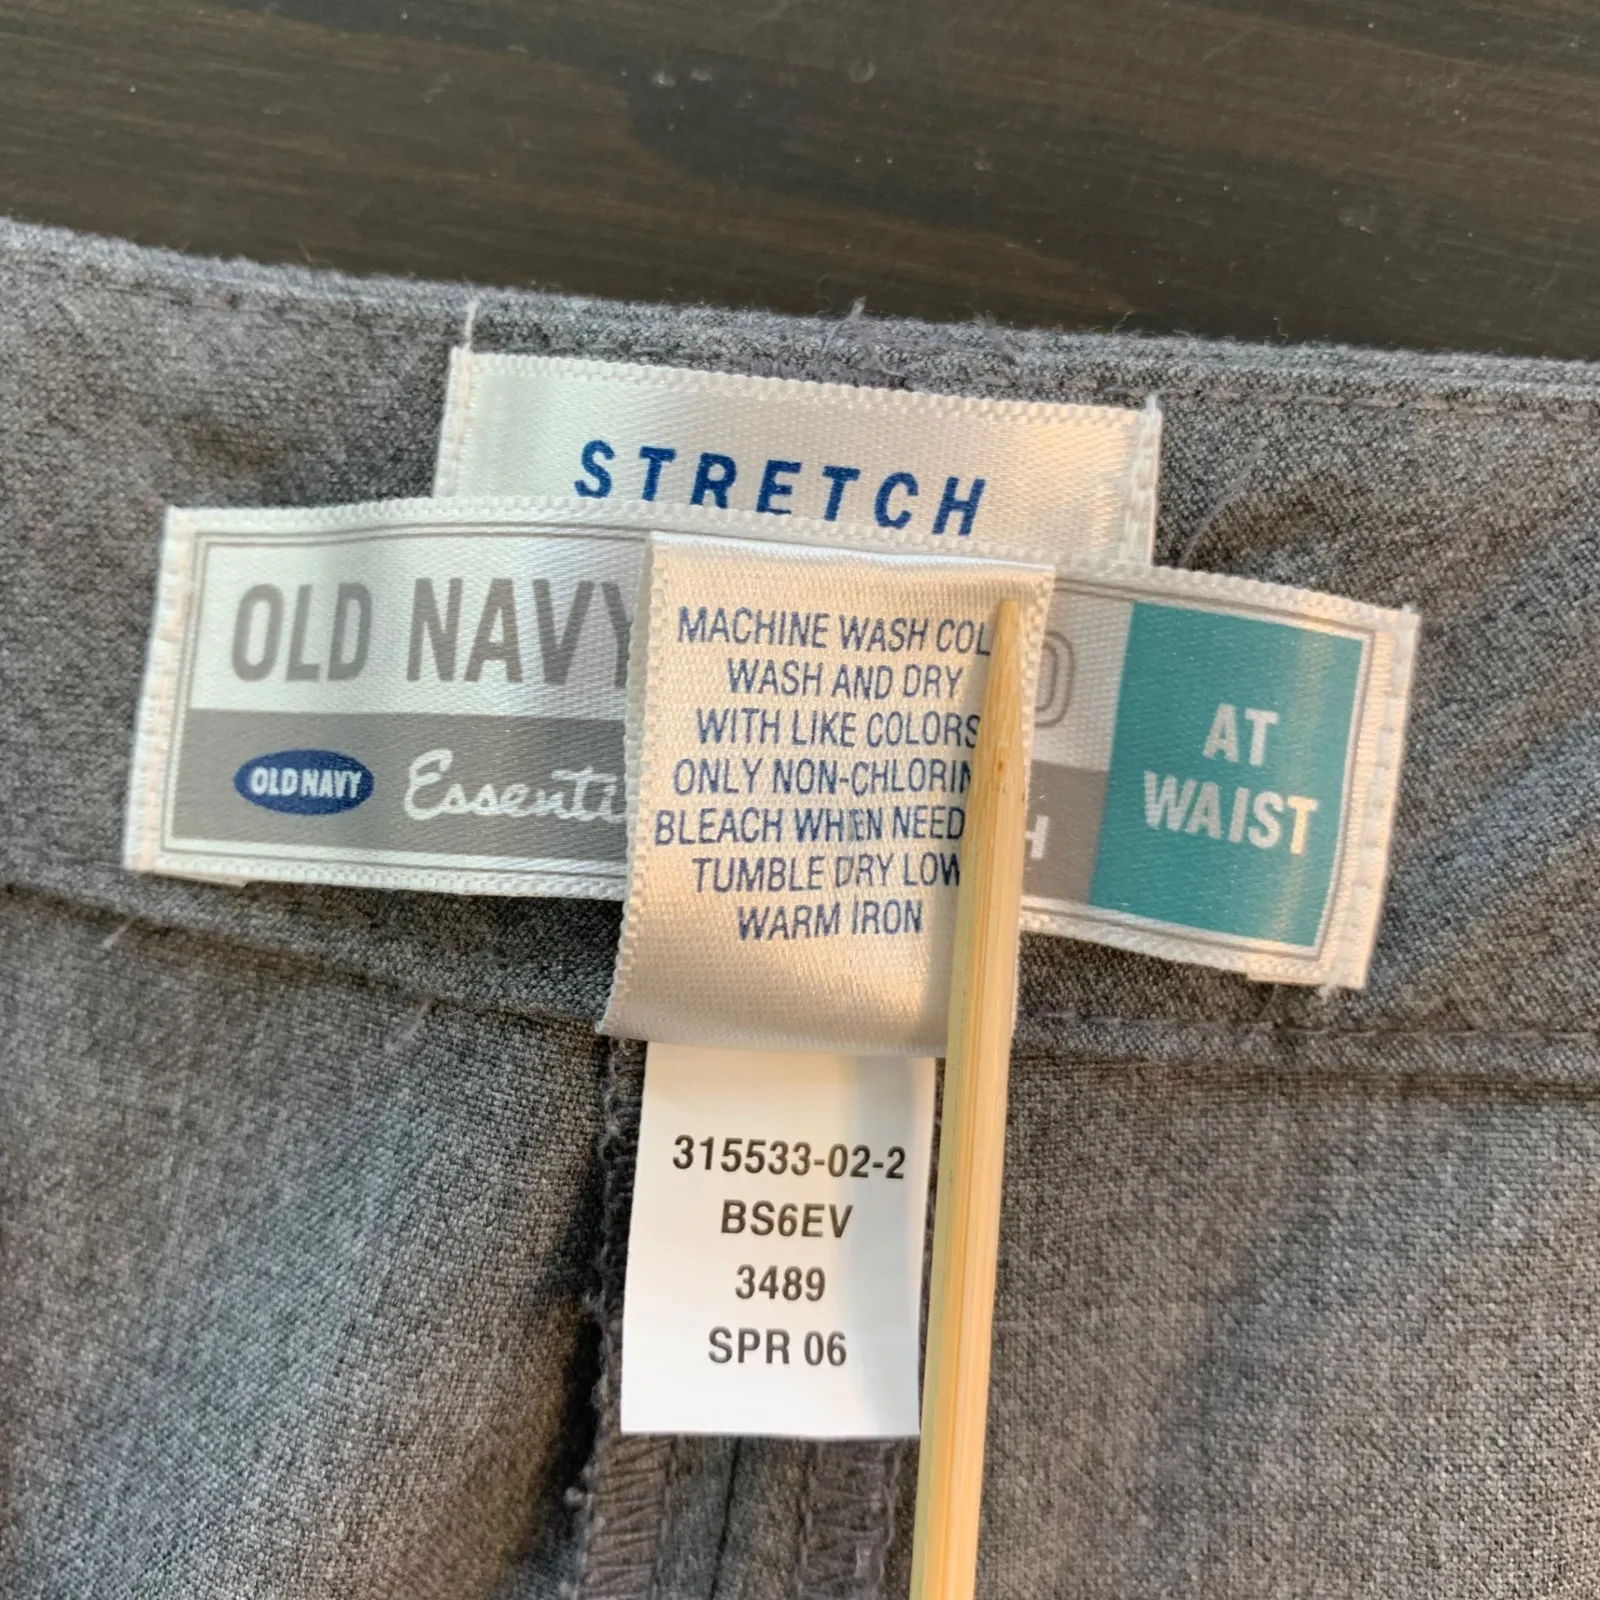 STRETCH
OLD NAVY
OLD NAVY Essenti
AT
WAIST
MACHINE WASH COL
WASH AND DRY
WITH LIKE COLORS
ONLY NON-CHLORIN
BLEACH WHEN NEED
TUMBLE DRY LOW
WARM IRON
315533-02-2
BS6EV
3489
SPR 06